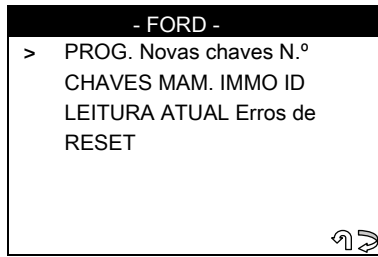 - FORD -
> PROG. Novas chaves N.º
CHAVES MAM. IMMO ID
LEITURA ATUAL Erros de
RESET